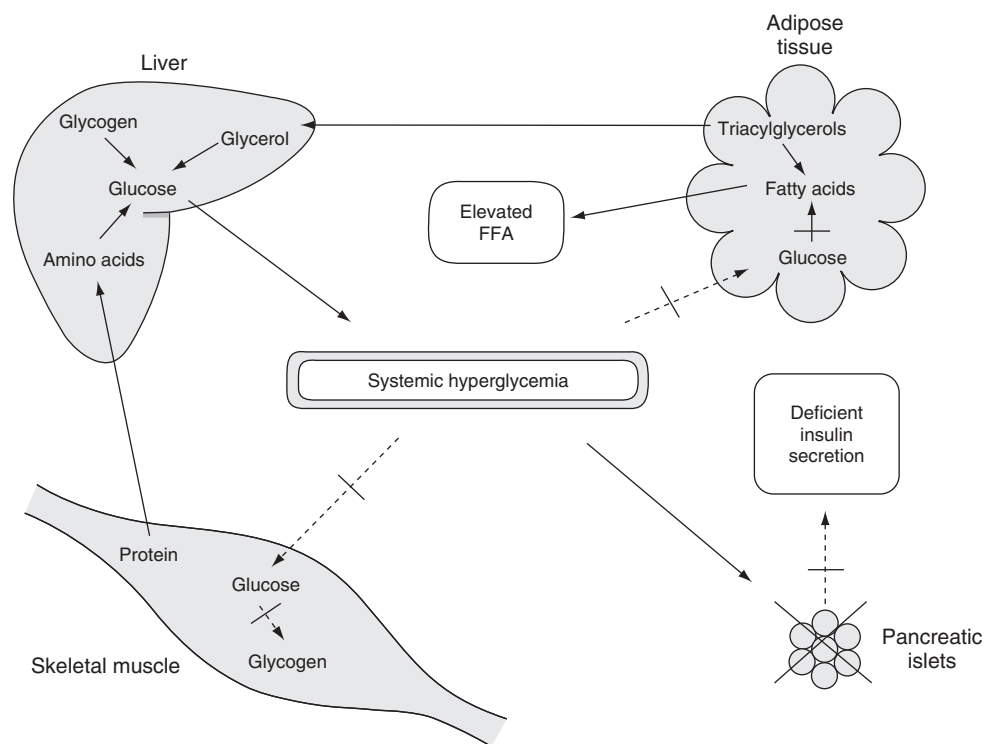 Liver
Glycogen
Glycerol
Glucose
Amino acids
Adipose
tissue
Triacylglycerols
Fatty acids
Glucose
Elevated
FFA
Systemic hyperglycemia
Deficient
insulin
secretion
Protein
Glucose
Glycogen
Skeletal muscle
Pancreatic
islets